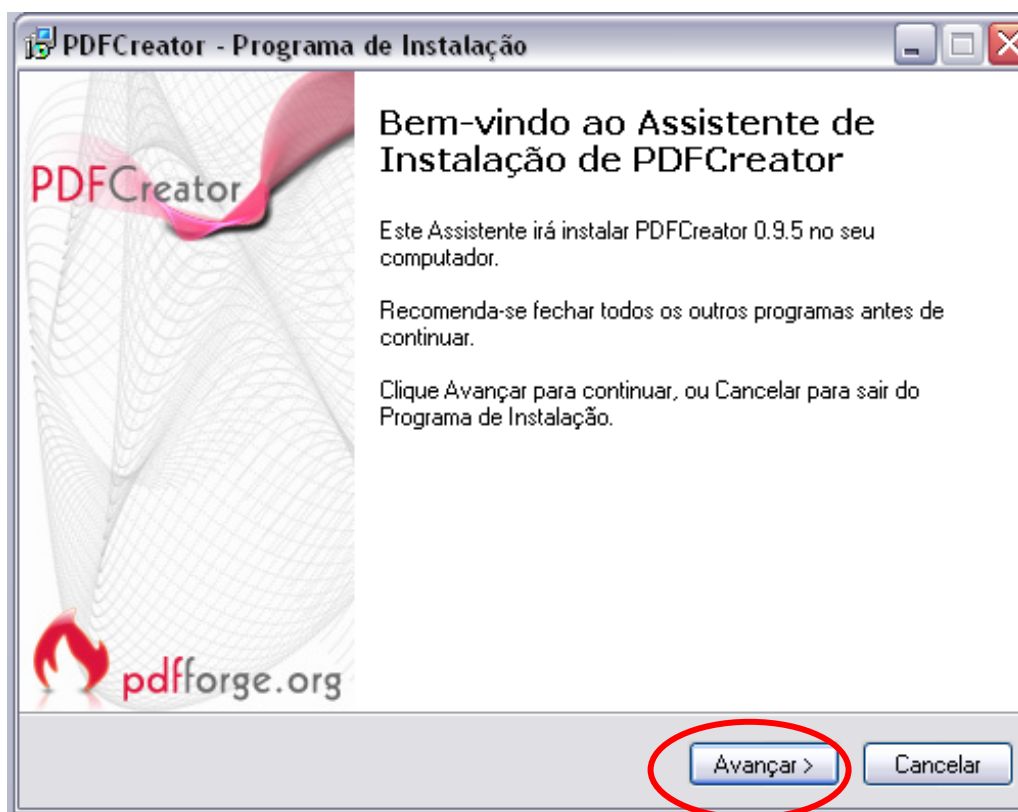 PDFCreator - Programa de Instalação
PDFCreator
Bem-vindo ao Assistente de
Instalação de PDFCreator
Este Assistente irá instalar PDFCreator 0.9.5 no seu
computador.
Recomenda-se fechar todos os outros programas antes de
continuar.
Clique Avançar para continuar, ou Cancelar para sair do
Programa de Instalação.
pdfforge.org
Avançar >
Cancelar